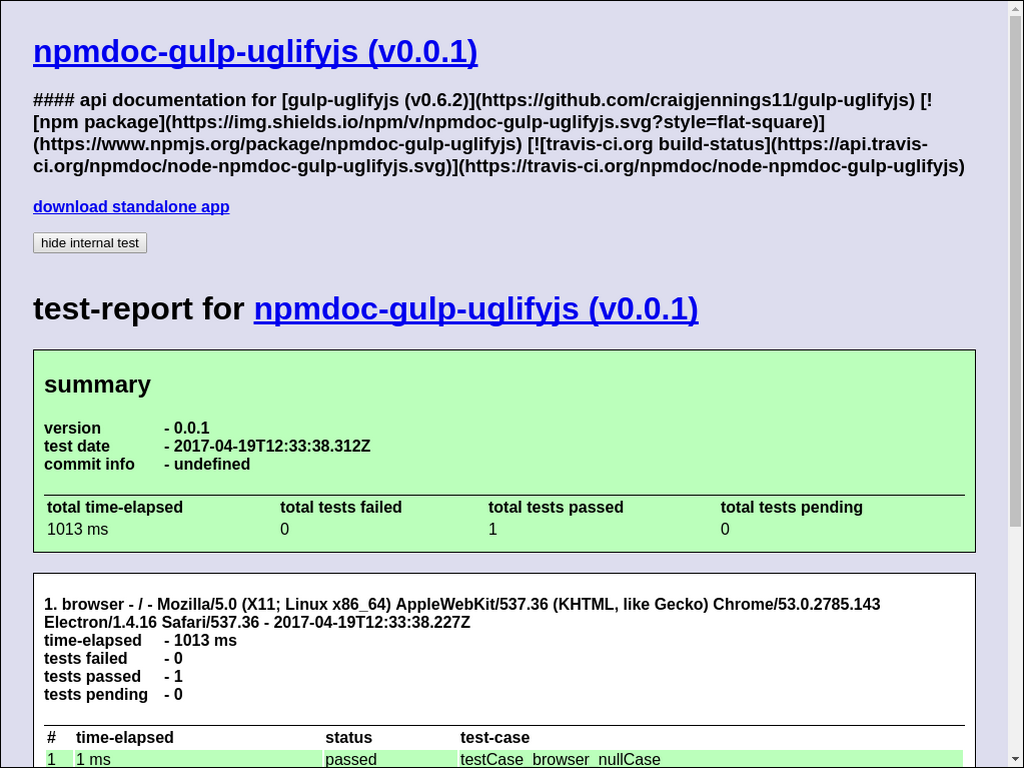 npmdoc-gulp-uglifyjs (v0.0.1)
#### api documentation for [gulp-uglifyjs (v0.6.2)](https://github.com/craigjennings11/gulp-uglifyjs) [!
[npm package](https://img.shields.io/npm/v/npmdoc-gulp-uglifyjs.svg?style=flat-square)]
(https://www.npmjs.org/package/npmdoc-gulp-uglifyjs) [![travis-ci.org build-status](https://api.travis-
ci.org/npmdoc/node-npmdoc-gulp-uglifyjs.svg)](https://travis-ci.org/npmdoc/node-npmdoc-gulp-uglifyjs)
download standalone app
hide internal test
test-report for npmdoc-gulp-uglifyjs (v0.0.1)
summary
version - 0.0.1
test date - 2017-04-19T12:33:38.312Z
commit info - undefined
total time-elapsed total tests failed total tests passed total tests pending
1013 ms 0 1 0
1. browser - / - Mozilla/5.0 (X11; Linux x86_64) AppleWebKit/537.36 (KHTML, like Gecko) Chrome/53.0.2785.143
Electron/1.4.16 Safari/537.36 - 2017-04-19T12:33:38.227Z
time-elapsed - 1013 ms
tests failed - 0
tests passed - 1
tests pending - 0
# time-elapsed status test-case
1 1 ms passed testCase_browser_nullCase